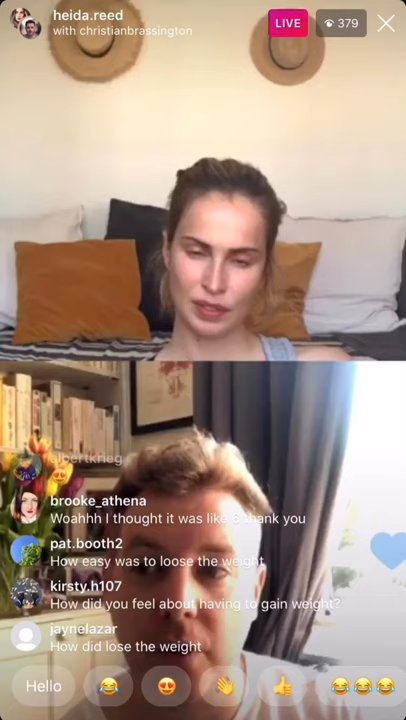 heida.reed
with christianbrassington
LIVE
379
albertkrieg
brooke_athena
Woahhh I thought it was like 6 thank you
pat.booth2
How easy was to loose the weight
kirsty.h107
How did you feel about having to gain weight?
jaynelazar
How did lose the weight
Hello